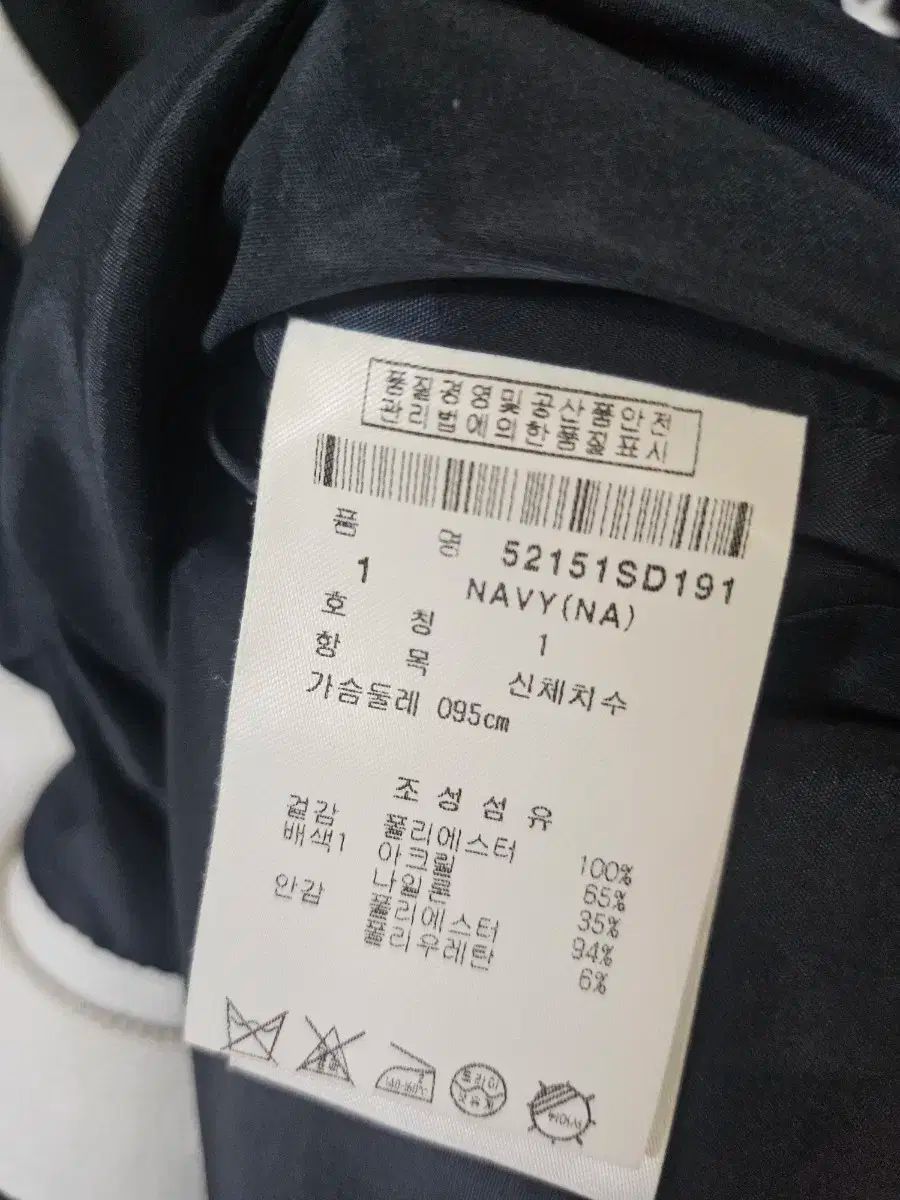 품질경영및공산품안전
관리법에의한품질표시
품 명 52151SD191
1 NAVY(NA)
호 칭 1
항 목 신체치수
가슴둘레 095cm
조성섬유
겉감 폴리에스터 100%
배색1 아크릴 65%
나일론 35%
안감 폴리에스터 94%
폴리우레탄 6%